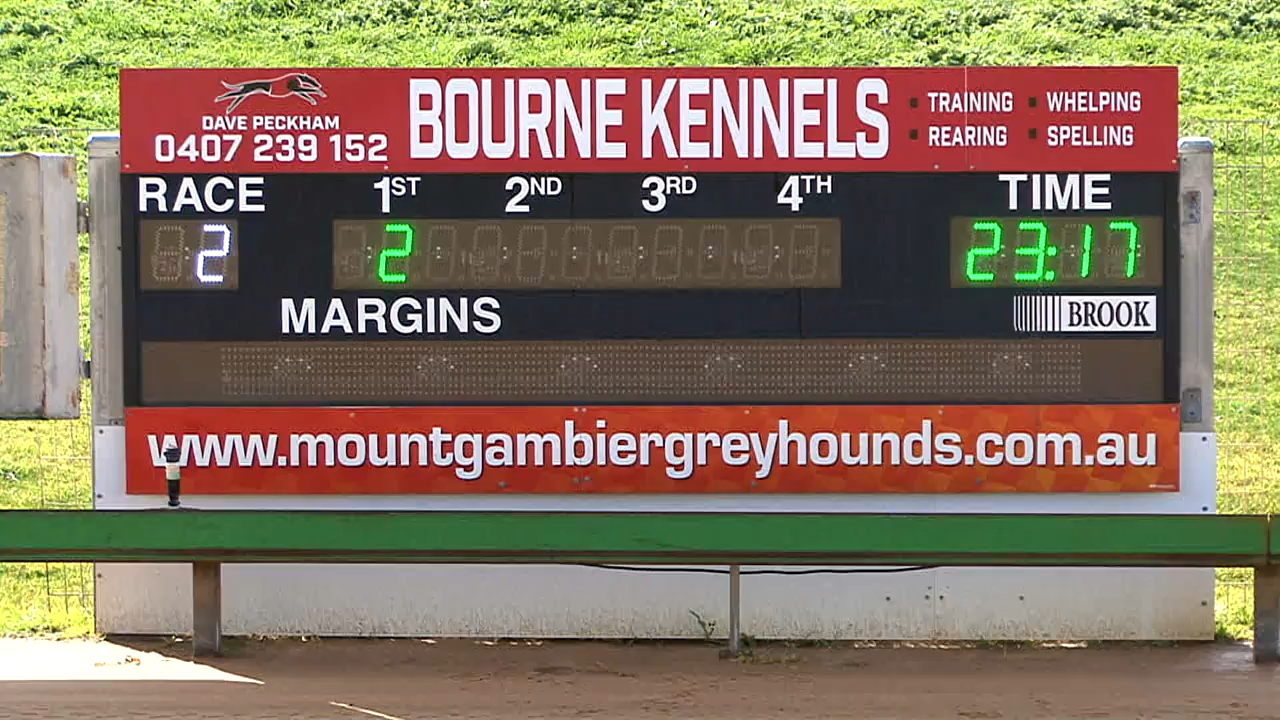 DAVE PECKHAM
0407 239 152
BOURNE KENNELS
TRAINING
WHELPING
REARING
SPELLING
RACE 1ST 2ND 3RD 4TH TIME
2 2 23:17
MARGINS
BROOK
www.mountgambiergreyhounds.com.au